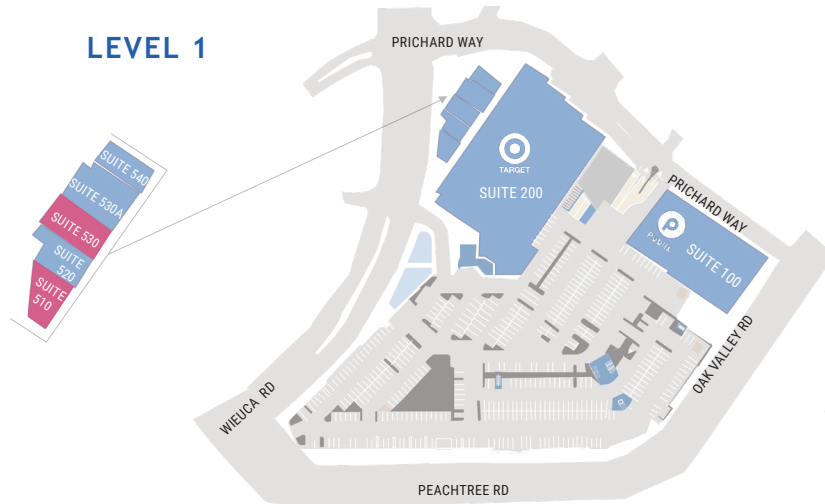 LEVEL 1
PRICHARD WAY
SUITE 540
SUITE 530A
SUITE 530
SUITE
520
SUITE
510
TARGET
SUITE 200
PRICHARD WAY
Publix
SUITE 100
OAK VALLEY RD
WIEUCA RD
PEACHTREE RD